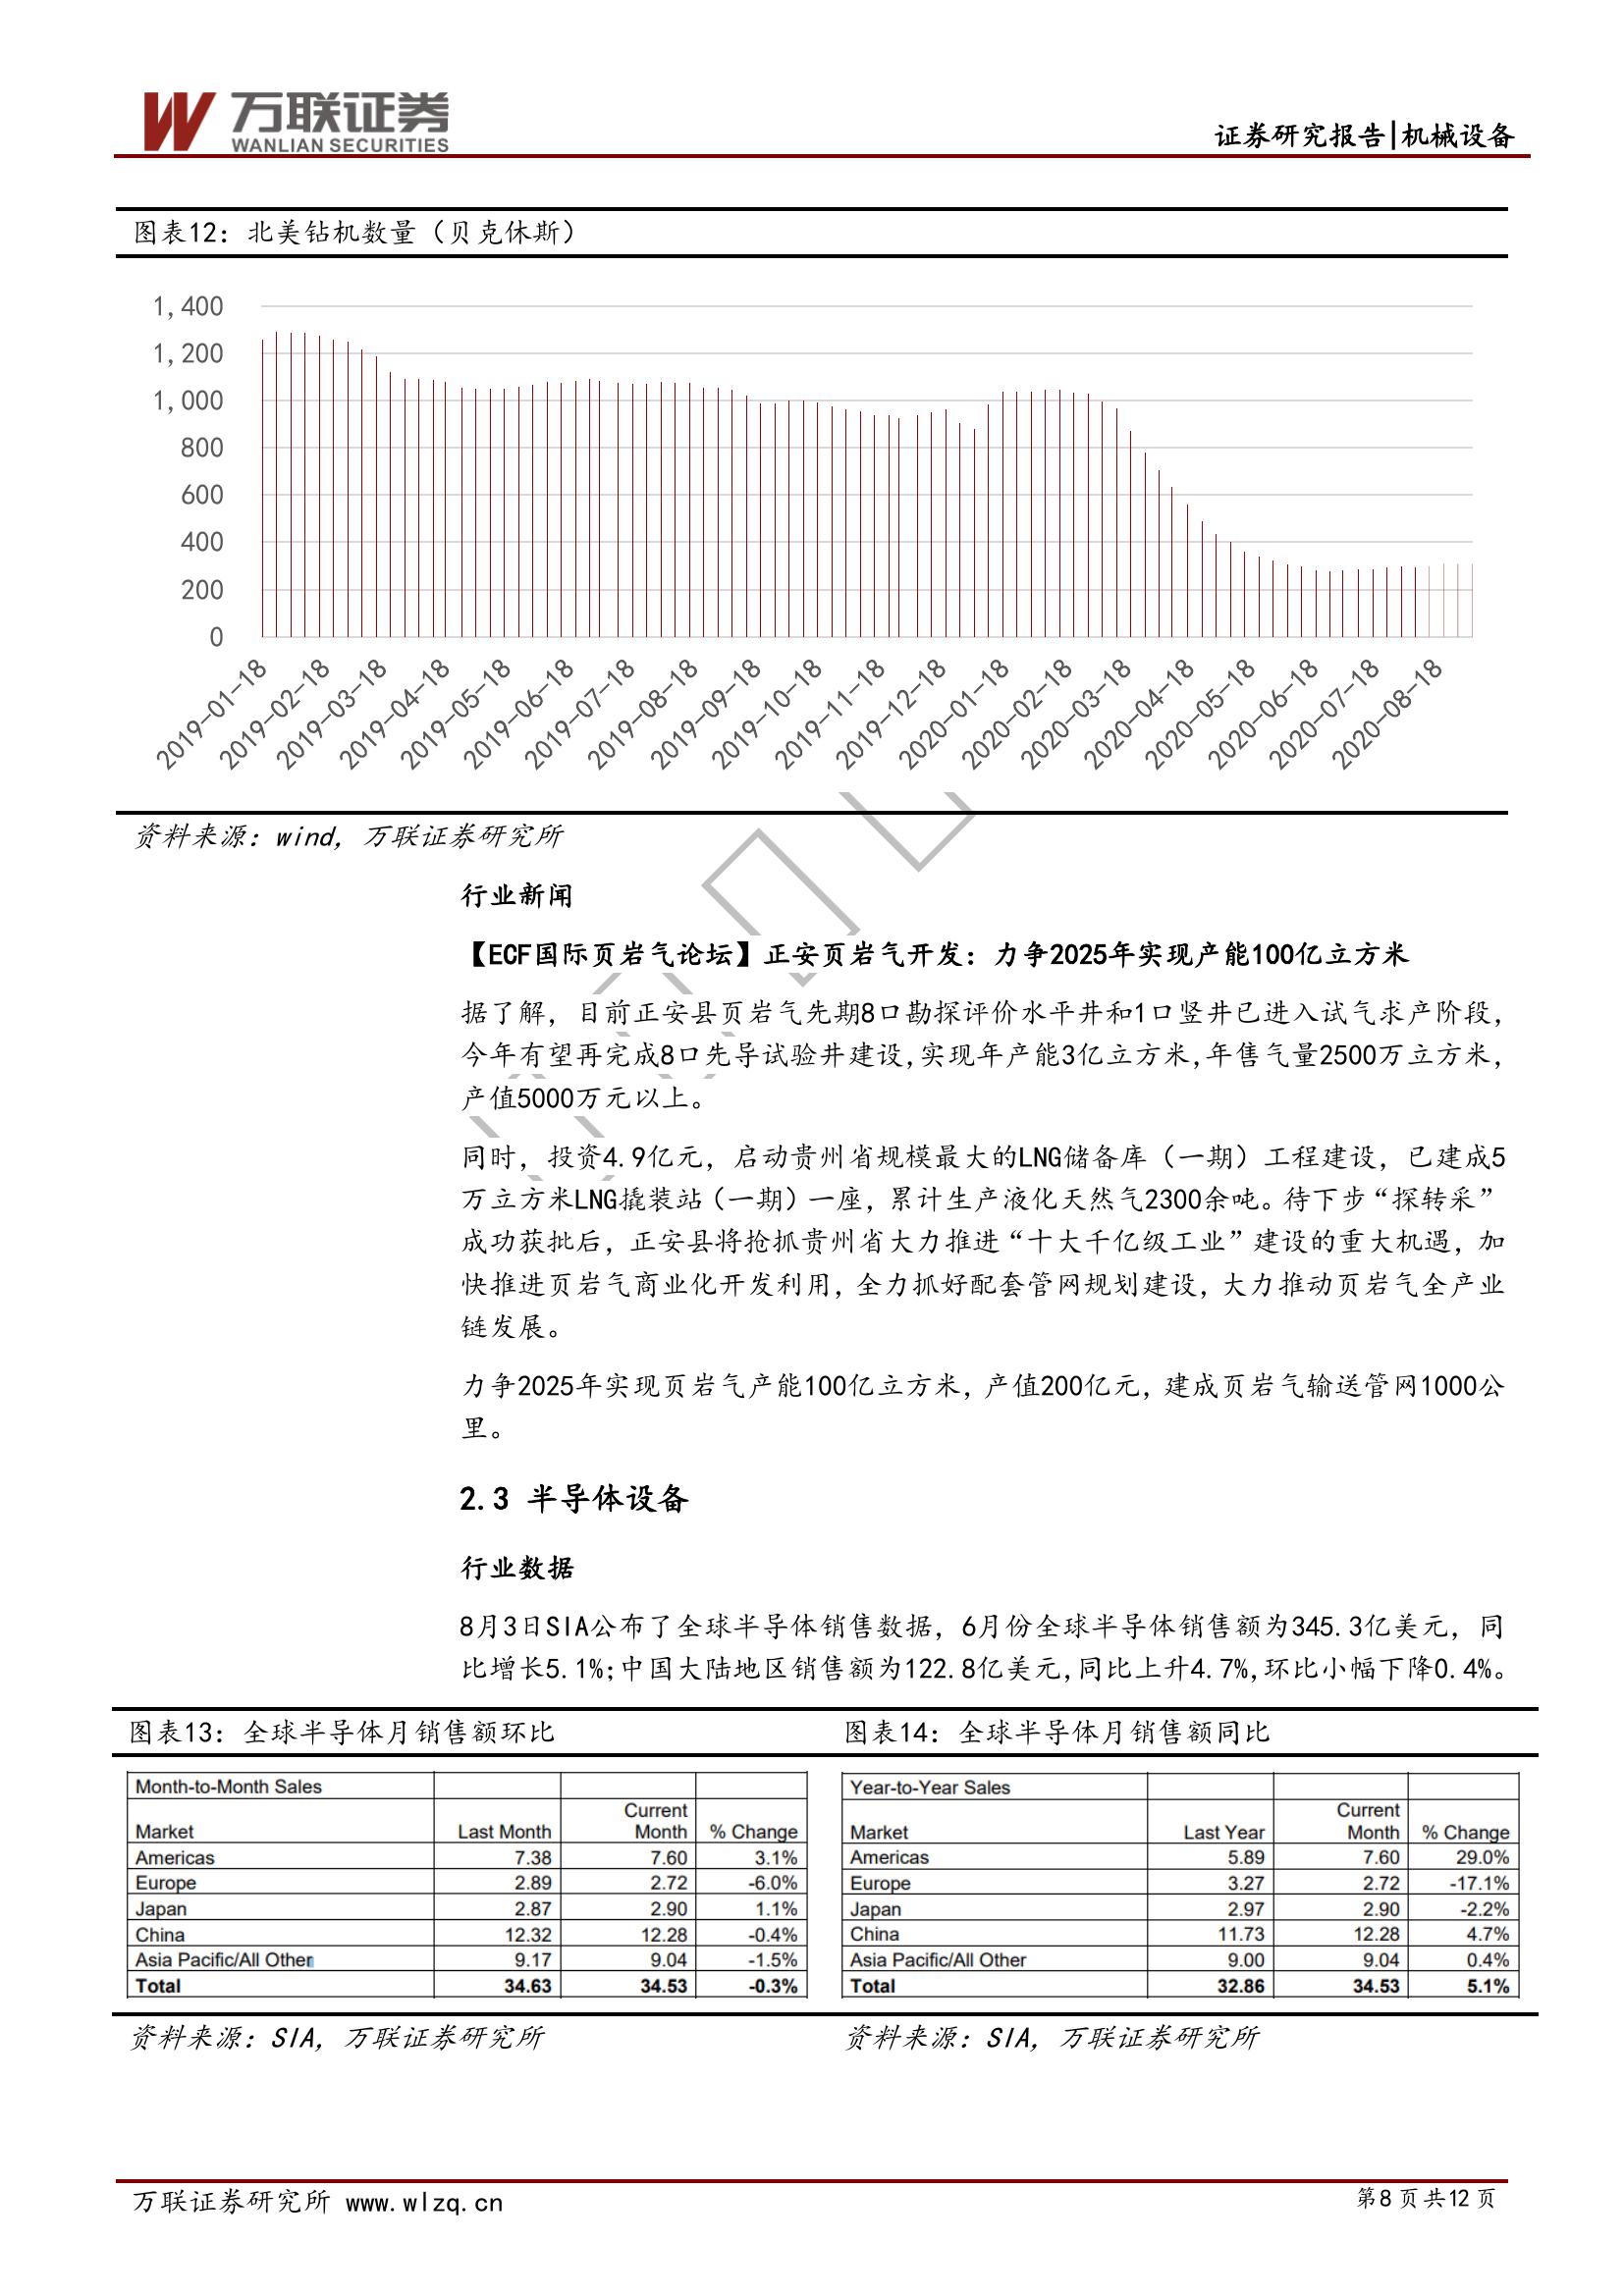 万联证券
WANLIAN SECURITIES
证券研究报告|机械设备
图表12：北美钻机数量（贝克休斯）
1,400
1,200
1,000
800
600
400
200
0
2019-01-18
2019-02-18
2019-03-18
2019-04-18
2019-05-18
2019-06-18
2019-07-18
2019-08-18
2019-09-18
2019-10-18
2019-11-18
2019-12-18
2020-01-18
2020-02-18
2020-03-18
2020-04-18
2020-05-18
2020-06-18
2020-07-18
2020-08-18
资料来源：wind，万联证券研究所
行业新闻
【ECF国际页岩气论坛】正安页岩气开发：力争2025年实现产能100亿立方米
据了解，目前正安县页岩气先期8口勘探评价水平井和1口竖井已进入试气求产阶段，
今年有望再完成8口先导试验井建设,实现年产能3亿立方米,年售气量2500万立方米，
产值5000万元以上。
同时，投资4.9亿元，启动贵州省规模最大的LNG储备库（一期）工程建设，已建成5
万立方米LNG撬装站（一期）一座，累计生产液化天然气2300余吨。待下步“探转采”
成功获批后，正安县将抢抓贵州省大力推进“十大千亿级工业”建设的重大机遇，加
快推进页岩气商业化开发利用，全力抓好配套管网规划建设，大力推动页岩气全产业
链发展。
力争2025年实现页岩气产能100亿立方米，产值200亿元，建成页岩气输送管网1000公
里。
2.3 半导体设备
行业数据
8月3日SIA公布了全球半导体销售数据，6月份全球半导体销售额为345.3亿美元，同
比增长5.1%;中国大陆地区销售额为122.8亿美元,同比上升4.7%,环比小幅下降0.4%。
图表13：全球半导体月销售额环比
Month-to-Month Sales
Market Last Month Current Month % Change
Americas 7.38 7.60 3.1%
Europe 2.89 2.72 -6.0%
Japan 2.87 2.90 1.1%
China 12.32 12.28 -0.4%
Asia Pacific/All Other 9.17 9.04 -1.5%
Total 34.63 34.53 -0.3%
资料来源：SIA，万联证券研究所
图表14：全球半导体月销售额同比
Year-to-Year Sales
Market Last Year Current Month % Change
Americas 5.89 7.60 29.0%
Europe 3.27 2.72 -17.1%
Japan 2.97 2.90 -2.2%
China 11.73 12.28 4.7%
Asia Pacific/All Other 9.00 9.04 0.4%
Total 32.86 34.53 5.1%
资料来源：SIA，万联证券研究所
万联证券研究所 www.wlzq.cn
第8页共12页